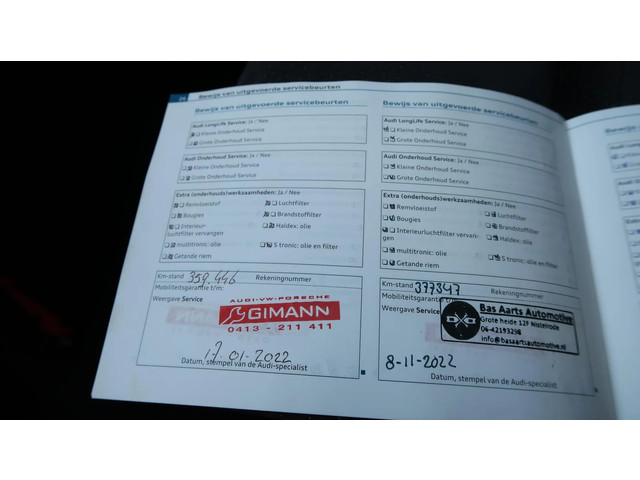 24 Bewijs van uitgevoerde servicebeurten
Bewijs van uitgevoerde servicebeurten
Audi LongLife Service: Ja / Nee
Kleine Onderhoud Service
Grote Onderhoud Service
Audi Onderhoud Service: Ja / Nee
Kleine Onderhoud Service
Grote Onderhoud Service
Extra (onderhouds)werkzaamheden: Ja / Nee
Remvloeistof
Luchtfilter
Bougies
Brandstoffilter
Interieur-
luchtfilter vervangen
Haldex: olie
multitronic: olie
S tronic: olie en filter
Getande riem
Km-stand 359.446 Rekeningnummer
Mobiliteitsgarantie t/m:
Weergave Service
AUDI-VW-PORSCHE
GIMANN
0413 - 211 411
17-01-2022
Datum, stempel van de Audi-specialist
Bewijs van uitgevoerde servicebeurten
Audi LongLife Service: Ja / Nee
Kleine Onderhoud Service
Grote Onderhoud Service
Audi Onderhoud Service: Ja / Nee
Kleine Onderhoud Service
Grote Onderhoud Service
Extra (onderhouds)werkzaamheden: Ja / Nee
Remvloeistof
Luchtfilter
Bougies
Brandstoffilter
Interieurluchtfilter vervan-
gen
Haldex: olie
multitronic: olie
S tronic: olie en filter
Getande riem
Km-stand 377847 Rekeningnummer
Mobiliteitsgarantie
Weergave Service
Bas Aarts Automotive
Grote heide 129 Nistelrode
06-42193298
info@basaartsautomotive.nl
8-11-2022
Datum, stempel van de Audi-specialist